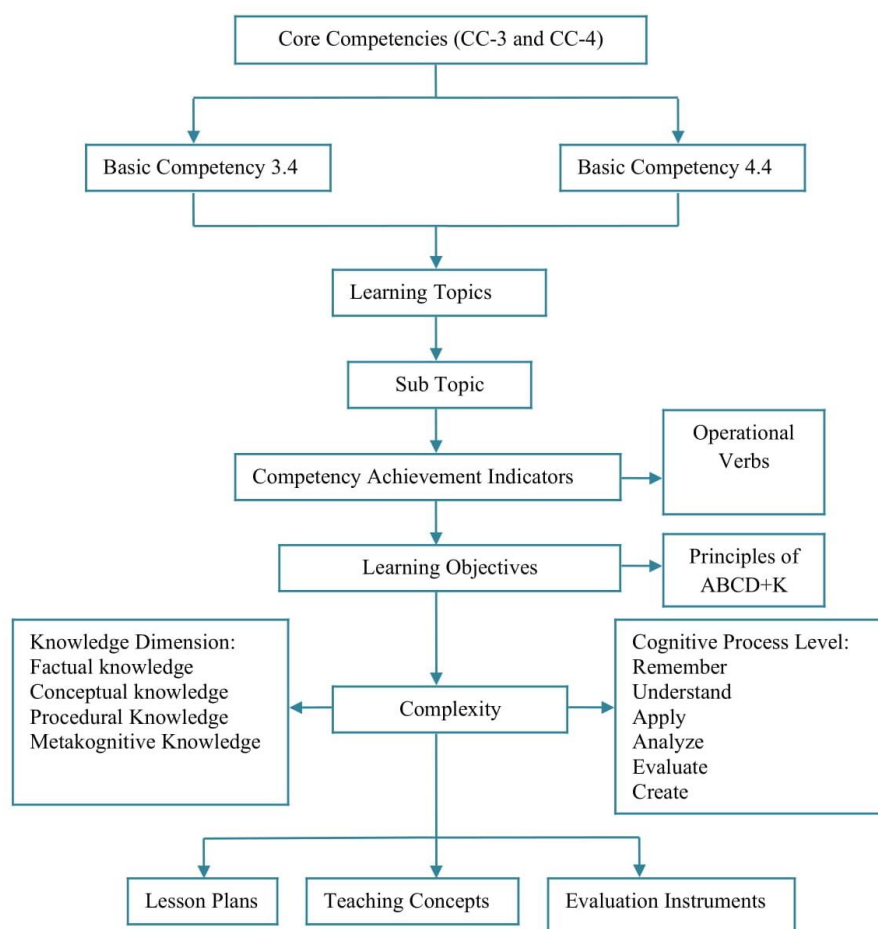 Core Competencies (CC-3 and CC-4)
Basic Competency 3.4
Basic Competency 4.4
Learning Topics
Sub Topic
Competency Achievement Indicators
Operational
Verbs
Learning Objectives
Principles of
ABCD+K
Knowledge Dimension:
Factual knowledge
Conceptual knowledge
Procedural Knowledge
Metakognitive Knowledge
Complexity
Cognitive Process Level:
Remember
Understand
Apply
Analyze
Evaluate
Create
Lesson Plans
Teaching Concepts
Evaluation Instruments